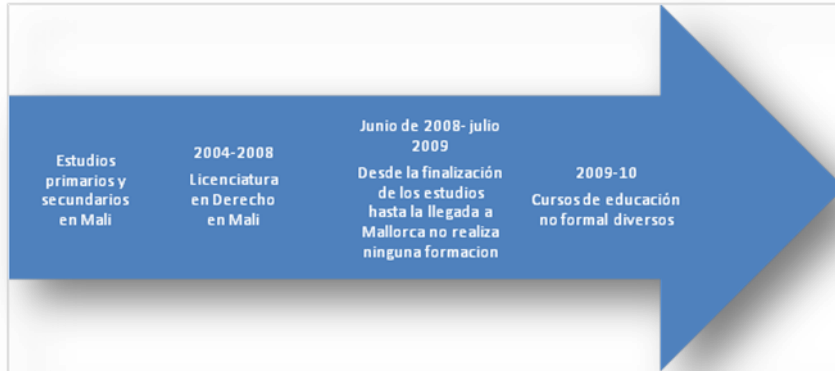 Estudios
primarios y
secundarios
en Mali
2004-2008
Licenciatura
en Derecho
en Mali
Junio de 2008- julio
2009
Desde la finalización
de los estudios
hasta la llegada a
Mallorca no realiza
ninguna formacion
2009-10
Cursos de educación
no formal diversos